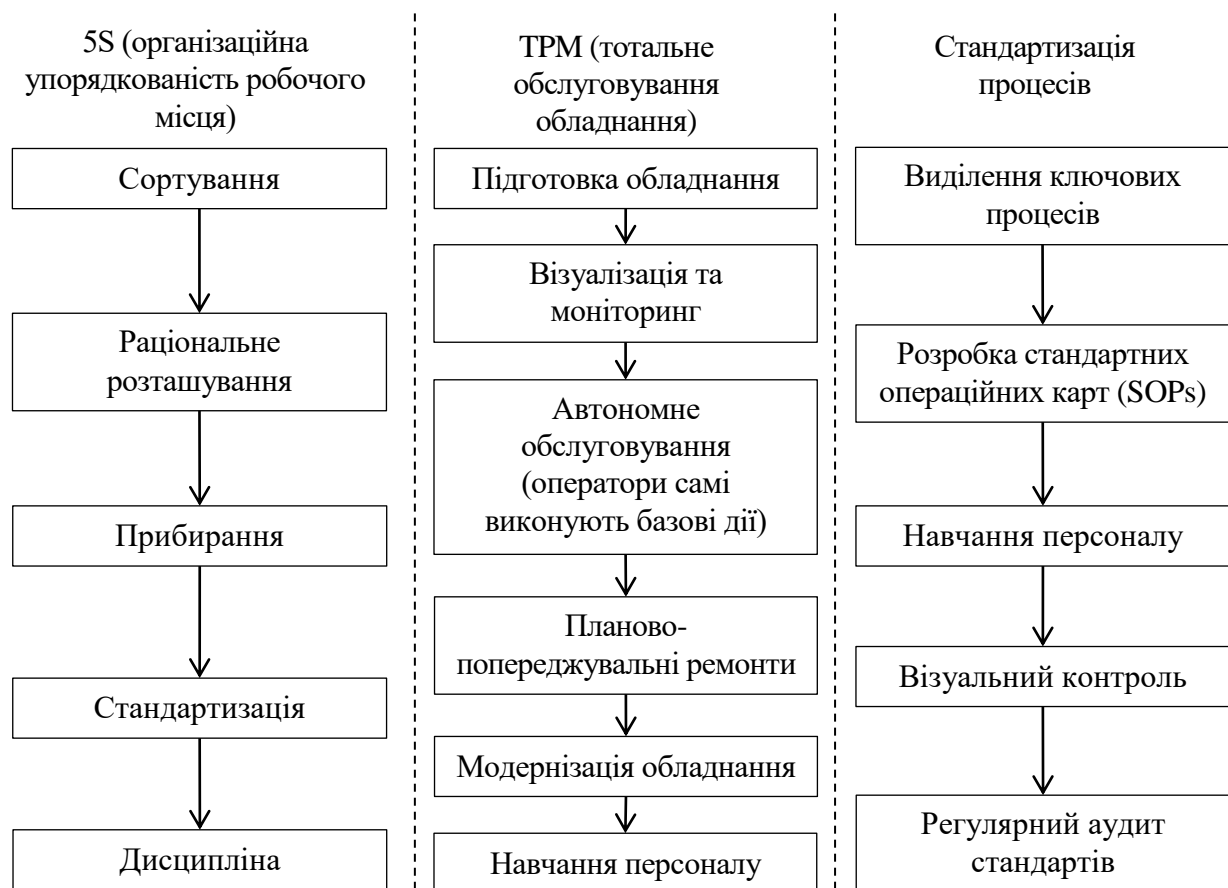 5S (організаційна
упорядкованість робочого
місця)
Сортування
Раціональне
розташування
Прибирання
Стандартизація
Дисципліна
TPM (тотальне
обслуговування
обладнання)
Підготовка обладнання
Візуалізація та
моніторинг
Автономне
обслуговування
(оператори самі
виконують базові дії)
Планово-
попереджувальні ремонти
Модернізація обладнання
Навчання персоналу
Стандартизація
процесів
Виділення ключових
процесів
Розробка стандартних
операційних карт (SOPs)
Навчання персоналу
Візуальний контроль
Регулярний аудит
стандартів